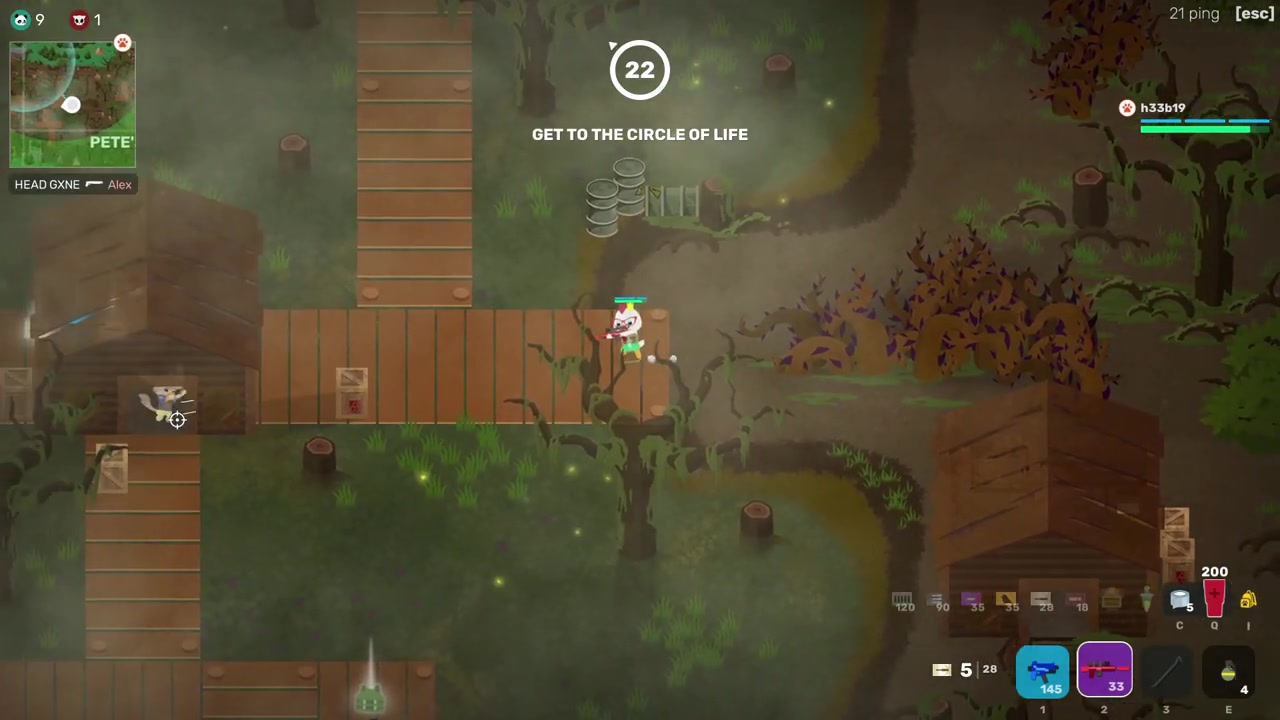 9
1
21 ping
[esc]
22
GET TO THE CIRCLE OF LIFE
h33b19
PETE'
HEAD GXNE Alex
200
120
90
35
35
28
18
5
C
Q
I
5 | 28
145
33
4
1
2
3
E